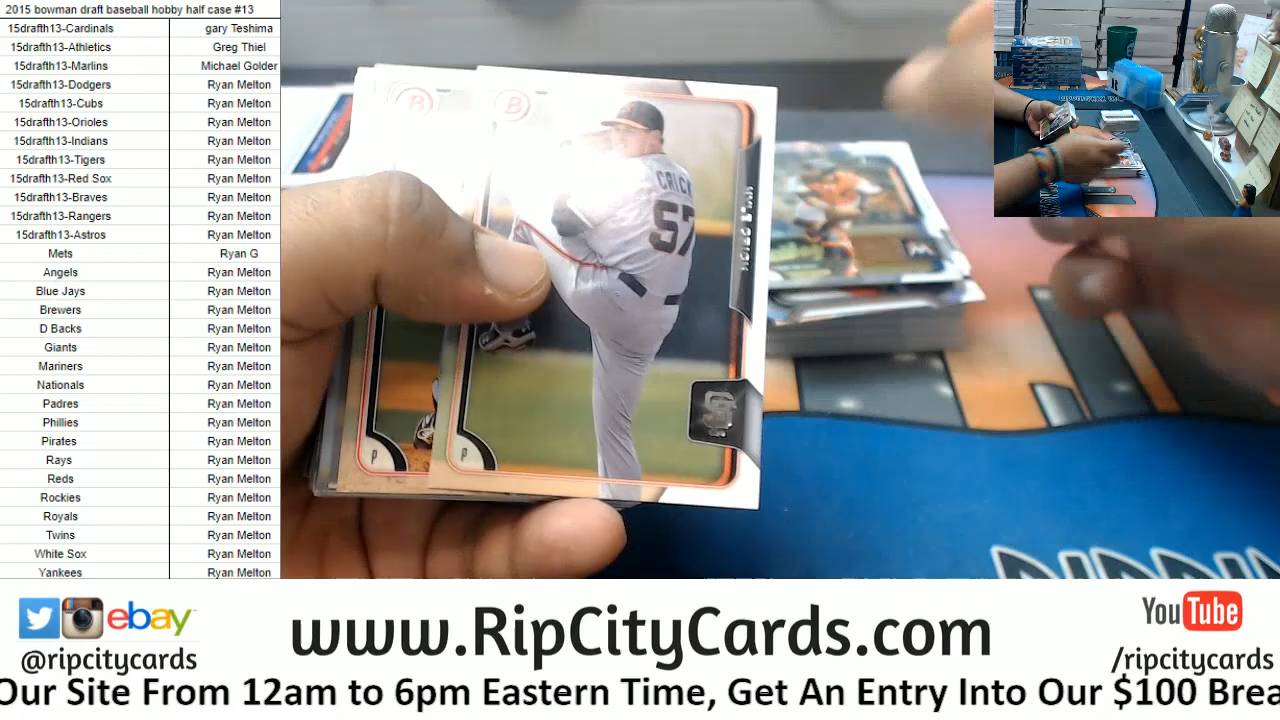 2015 bowman draft baseball hobby half case #13
15drafth13-Cardinals gary Teshima
15drafth13-Athletics Greg Thiel
15drafth13-Marlins Michael Golder
15drafth13-Dodgers Ryan Melton
15drafth13-Cubs Ryan Melton
15drafth13-Orioles Ryan Melton
15drafth13-Indians Ryan Melton
15drafth13-Tigers Ryan Melton
15drafth13-Red Sox Ryan Melton
15drafth13-Braves Ryan Melton
15drafth13-Rangers Ryan Melton
15drafth13-Astros Ryan Melton
Mets Ryan G
Angels Ryan Melton
Blue Jays Ryan Melton
Brewers Ryan Melton
D Backs Ryan Melton
Giants Ryan Melton
Mariners Ryan Melton
Nationals Ryan Melton
Padres Ryan Melton
Phillies Ryan Melton
Pirates Ryan Melton
Rays Ryan Melton
Reds Ryan Melton
Rockies Ryan Melton
Royals Ryan Melton
Twins Ryan Melton
White Sox Ryan Melton
Yankees Ryan Melton
B
B
CRICK
57
SF
P
P
ebay
@ripcitycards
www.RipCityCards.com
YouTube
/ripcitycards
Our Site From 12am to 6pm Eastern Time, Get An Entry Into Our $100 Brea